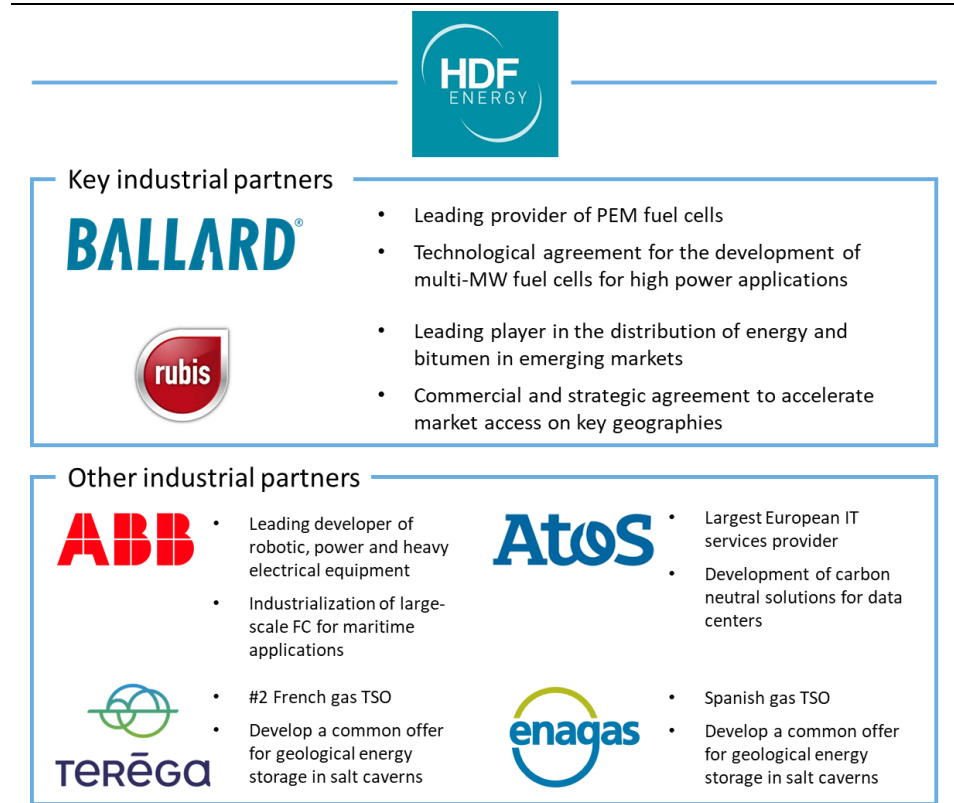 HDF
ENERGY
Key industrial partners
BALLARD®
• Leading provider of PEM fuel cells
• Technological agreement for the development of
multi-MW fuel cells for high power applications
rubis
• Leading player in the distribution of energy and
bitumen in emerging markets
• Commercial and strategic agreement to accelerate
market access on key geographies
Other industrial partners
ABB
• Leading developer of
robotic, power and heavy
electrical equipment
• Industrialization of large-
scale FC for maritime
applications
Atos
• Largest European IT
services provider
• Development of carbon
neutral solutions for data
centers
TERĒGA
• #2 French gas TSO
• Develop a common offer
for geological energy
storage in salt caverns
enagas
• Spanish gas TSO
• Develop a common offer
for geological energy
storage in salt caverns